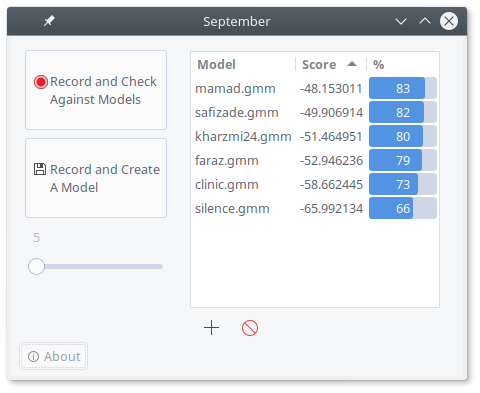 September
Record and Check
Against Models
Record and Create
A Model
5
About
Model Score %
mamad.gmm -48.153011 83
safizade.gmm -49.906914 82
kharzmi24.gmm -51.464951 80
faraz.gmm -52.946236 79
clinic.gmm -58.662445 73
silence.gmm -65.992134 66